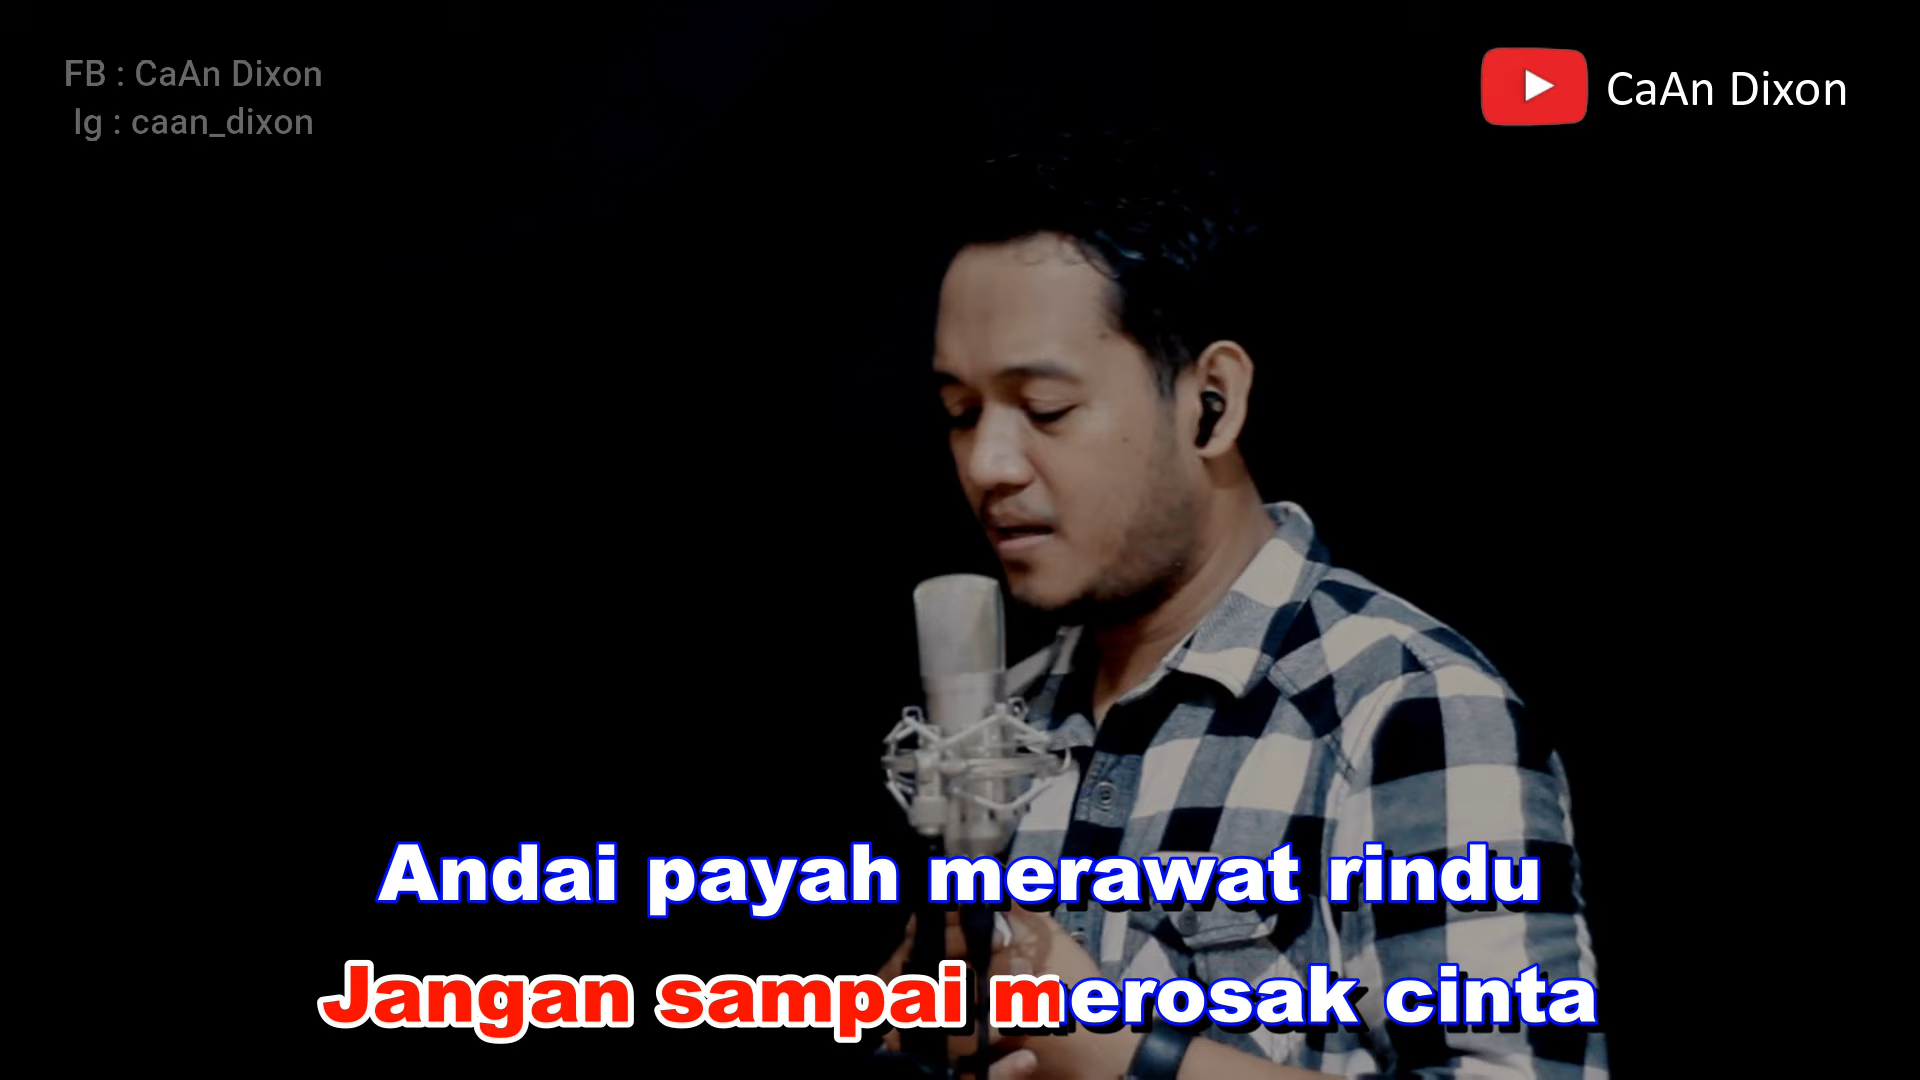 FB : CaAn Dixon
Ig : caan_dixon
CaAn Dixon
Andai payah merawat rindu
Jangan sampai merosak cinta